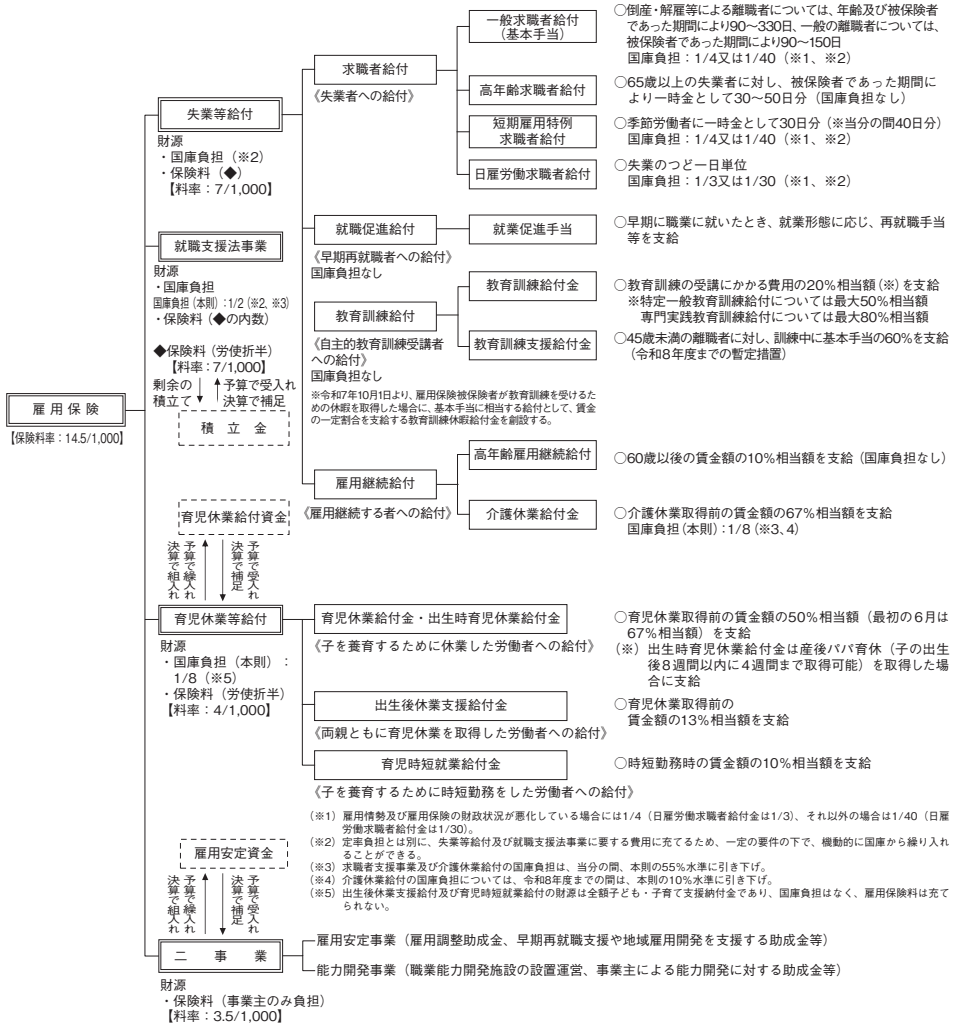 雇用保険
【保険料率：14.5/1,000】
失業等給付
財源
・国庫負担（※2）
・保険料（◆）
【料率：7/1,000】
就職支援法事業
財源
・国庫負担
国庫負担（本則）：1/2（※2、※3）
・保険料（◆の内数）
◆保険料（労使折半）
【料率：7/1,000】
剰余の
積立て
予算で受入れ
決算で補足
積立金
育児休業給付資金
予算で繰入れ
決算で組入れ
予算で受入れ
決算で補足
育児休業等給付
財源
・国庫負担（本則）：
1/8（※5）
・保険料（労使折半）
【料率：4/1,000】
雇用安定資金
予算で繰入れ
決算で組入れ
予算で受入れ
決算で補足
二事業
財源
・保険料（事業主のみ負担）
【料率：3.5/1,000】
求職者給付
《失業者への給付》
一般求職者給付
（基本手当）
○倒産・解雇等による離職者については、年齢及び被保険者
であった期間により90～330日、一般の離職者については、
被保険者であった期間により90～150日
国庫負担：1/4又は1/40（※1、※2）
高年齢求職者給付
○65歳以上の失業者に対し、被保険者であった期間に
より一時金として30～50日分（国庫負担なし）
短期雇用特例
求職者給付
○季節労働者に一時金として30日分（※当分の間40日分）
国庫負担：1/4又は1/40（※1、※2）
日雇労働求職者給付
○失業のつど一日単位
国庫負担：1/3又は1/30（※1、※2）
就職促進給付
《早期再就職者への給付》
国庫負担なし
就業促進手当
○早期に職業に就いたとき、就業形態に応じ、再就職手当
等を支給
教育訓練給付
《自主的教育訓練受講者
への給付》
国庫負担なし
教育訓練給付金
○教育訓練の受講にかかる費用の20%相当額（※）を支給
※特定一般教育訓練給付については最大50%相当額
専門実践教育訓練給付については最大80%相当額
教育訓練支援給付金
○45歳未満の離職者に対し、訓練中に基本手当の60%を支給
（令和8年度までの暫定措置）
※令和7年10月1日より、雇用保険被保険者が教育訓練を受けるた
めの休暇を取得した場合に、基本手当に相当する給付として、賃金
の一定割合を支給する教育訓練休暇給付金を創設する。
雇用継続給付
《雇用継続する者への給付》
高年齢雇用継続給付
○60歳以後の賃金額の10%相当額を支給（国庫負担なし）
介護休業給付金
○介護休業取得前の賃金額の67%相当額を支給
国庫負担（本則）：1/8（※3、4）
育児休業給付金・出生時育児休業給付金
《子を養育するために休業した労働者への給付》
○育児休業取得前の賃金額の50%相当額（最初の6月は
67%相当額）を支給
（※）出生時育児休業給付金は産後パパ育休（子の出生
後8週間以内に4週間まで取得可能）を取得した場
合に支給
出生後休業支援給付金
《両親ともに育児休業を取得した労働者への給付》
○育児休業取得前の
賃金額の13%相当額を支給
育児時短就業給付金
《子を養育するために時短勤務をした労働者への給付》
○時短勤務時の賃金額の10%相当額を支給
（※1）雇用情勢及び雇用保険の財政状況が悪化している場合には1/4（日雇労働求職者給付金は1/3）、それ以外の場合は1/40（日雇
労働求職者給付金は1/30）。
（※2）定率負担とは別に、失業等給付及び就職支援法事業に要する費用に充てるため、一定の要件の下で、機動的に国庫から繰り入れ
ることができる。
（※3）求職者支援事業及び介護休業給付の国庫負担は、当分の間、本則の55%水準に引き下げ。
（※4）介護休業給付の国庫負担については、令和8年度までの間は、本則の10%水準に引き下げ。
（※5）出生後休業支援給付及び育児時短就業給付の財源は全額子ども・子育て支援納付金であり、国庫負担はなく、雇用保険料は充て
られない。
雇用安定事業（雇用調整助成金、早期再就職支援や地域雇用開発を支援する助成金等）
能力開発事業（職業能力開発施設の設置運営、事業主による能力開発に対する助成金等）